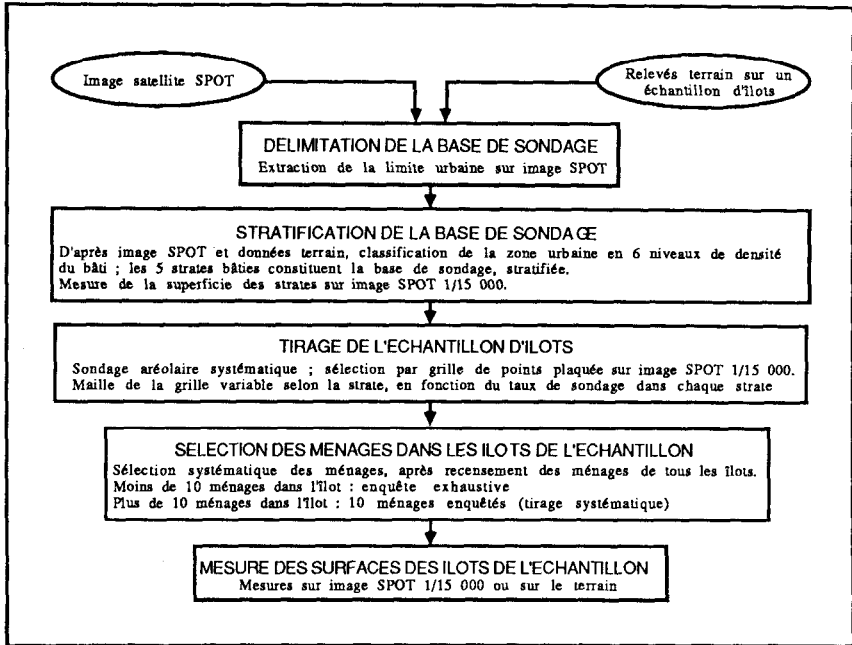 Image satellite SPOT
Relevés terrain sur un
échantillon d'îlots
DELIMITATION DE LA BASE DE SONDAGE
Extraction de la limite urbaine sur image SPOT
STRATIFICATION DE LA BASE DE SONDAGE
D'après image SPOT et données terrain, classification de la zone urbaine en 6 niveaux de densité
du bâti ; les 5 strates bâties constituent la base de sondage, stratifiée.
Mesure de la superficie des strates sur image SPOT 1/15 000.
TIRAGE DE L'ECHANTILLON D'ILOTS
Sondage aréolaire systématique ; sélection par grille de points plaquée sur image SPOT 1/15 000.
Maille de la grille variable selon la strate, en fonction du taux de sondage dans chaque strate
SELECTION DES MENAGES DANS LES ILOTS DE L'ECHANTILLON
Sélection systématique des ménages, après recensement des ménages de tous les îlots.
Moins de 10 ménages dans l'îlot : enquête exhaustive
Plus de 10 ménages dans l'îlot : 10 ménages enquêtés (tirage systématique)
MESURE DES SURFACES DES ILOTS DE L'ECHANTILLON
Mesures sur image SPOT 1/15 000 ou sur le terrain